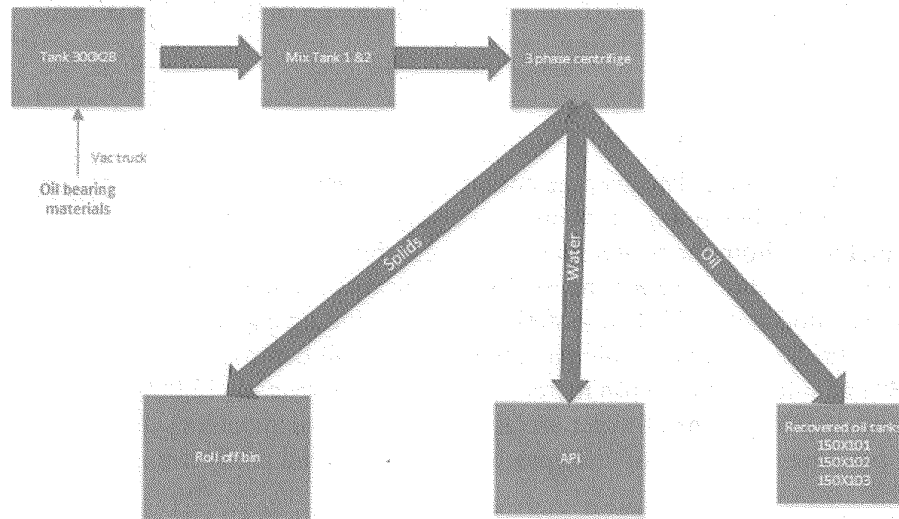 Tank 300X28
Mix Tank 1 &2
3 phase centrifige
Vac truck
Oil bearing
materials
Solids
Water
Oil
Roll off bin
API
Recovered oil tanks
150X101
150X102
150X103